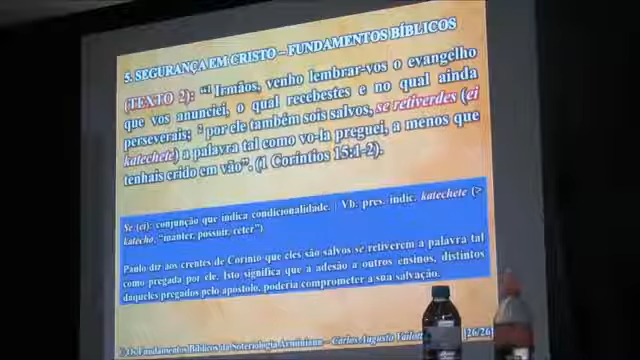 5. SEGURANÇA EM CRISTO – FUNDAMENTOS BÍBLICOS
(TEXTO 2): “¹ Irmãos, venho lembrar-vos o evangelho
que vos anunciei, o qual recebestes e no qual ainda
perseverais; ² por ele também sois salvos, se retiverdes (ei
katechete) a palavra tal como vo-la preguei, a menos que
tenhais crido em vão”. (1 Coríntios 15:1-2).
Se (ei): conjunção que indica condicionalidade. | Vb. pres. indic. katechete (>
katecho, “manter, possuir, reter”)
Paulo diz aos crentes de Corinto que eles são salvos se retiverem a palavra tal
como pregada por ele. Isto significa que a adesão a outros ensinos, distintos
daqueles pregados pelo apóstolo, poderia comprometer a sua salvação.
Os Fundamentos Bíblicos da Soteriologia Arminiana – Carlos Augusto [26/26]